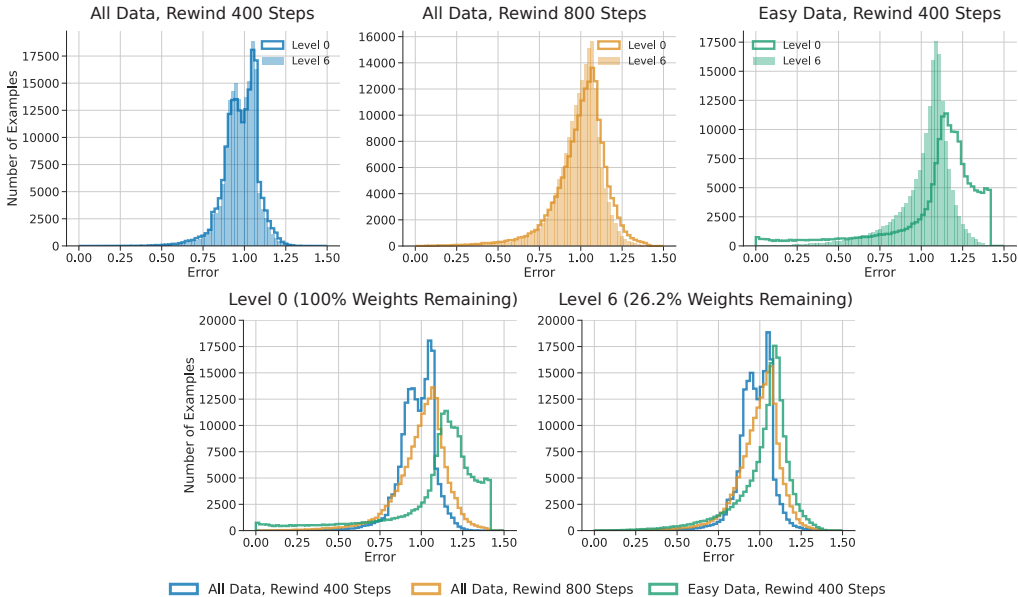 All Data, Rewind 400 Steps
All Data, Rewind 800 Steps
Easy Data, Rewind 400 Steps
Number of Examples
17500
15000
12500
10000
7500
5000
2500
0
Level 0
Level 6
0.00 0.25 0.50 0.75 1.00 1.25 1.50
Error
16000
14000
12000
10000
8000
6000
4000
2000
0
Level 0
Level 6
0.00 0.25 0.50 0.75 1.00 1.25 1.50
Error
17500
15000
12500
10000
7500
5000
2500
0
Level 0
Level 6
0.00 0.25 0.50 0.75 1.00 1.25 1.50
Error
Level 0 (100% Weights Remaining)
Level 6 (26.2% Weights Remaining)
Number of Examples
20000
17500
15000
12500
10000
7500
5000
2500
0
0.00 0.25 0.50 0.75 1.00 1.25 1.50
Error
20000
17500
15000
12500
10000
7500
5000
2500
0
0.00 0.25 0.50 0.75 1.00 1.25 1.50
Error
All Data, Rewind 400 Steps
All Data, Rewind 800 Steps
Easy Data, Rewind 400 Steps